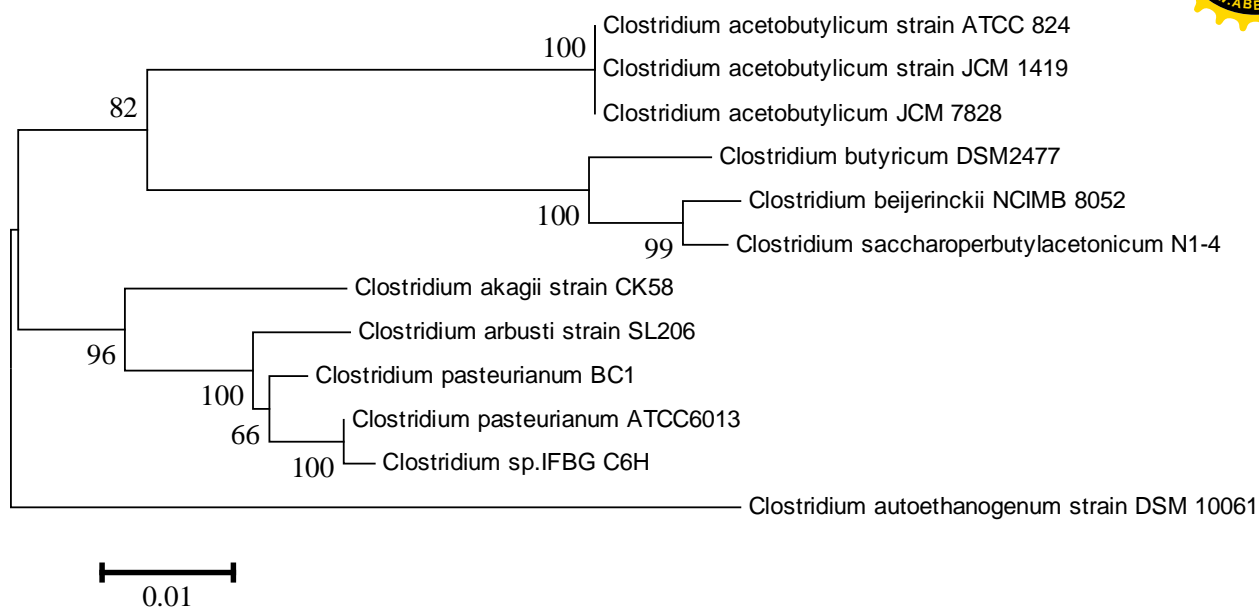 Clostridium acetobutylicum strain ATCC 824
100
Clostridium acetobutylicum strain JCM 1419
82
Clostridium acetobutylicum JCM 7828
Clostridium butyricum DSM2477
100
Clostridium beijerinckii NCIMB 8052
99
Clostridium saccharoperbutylacetonicum N1-4
Clostridium akagii strain CK58
96
Clostridium arbusti strain SL206
100
Clostridium pasteurianum BC1
66
Clostridium pasteurianum ATCC6013
100
Clostridium sp.IFBG C6H
Clostridium autoethanogenum strain DSM 10061
0.01